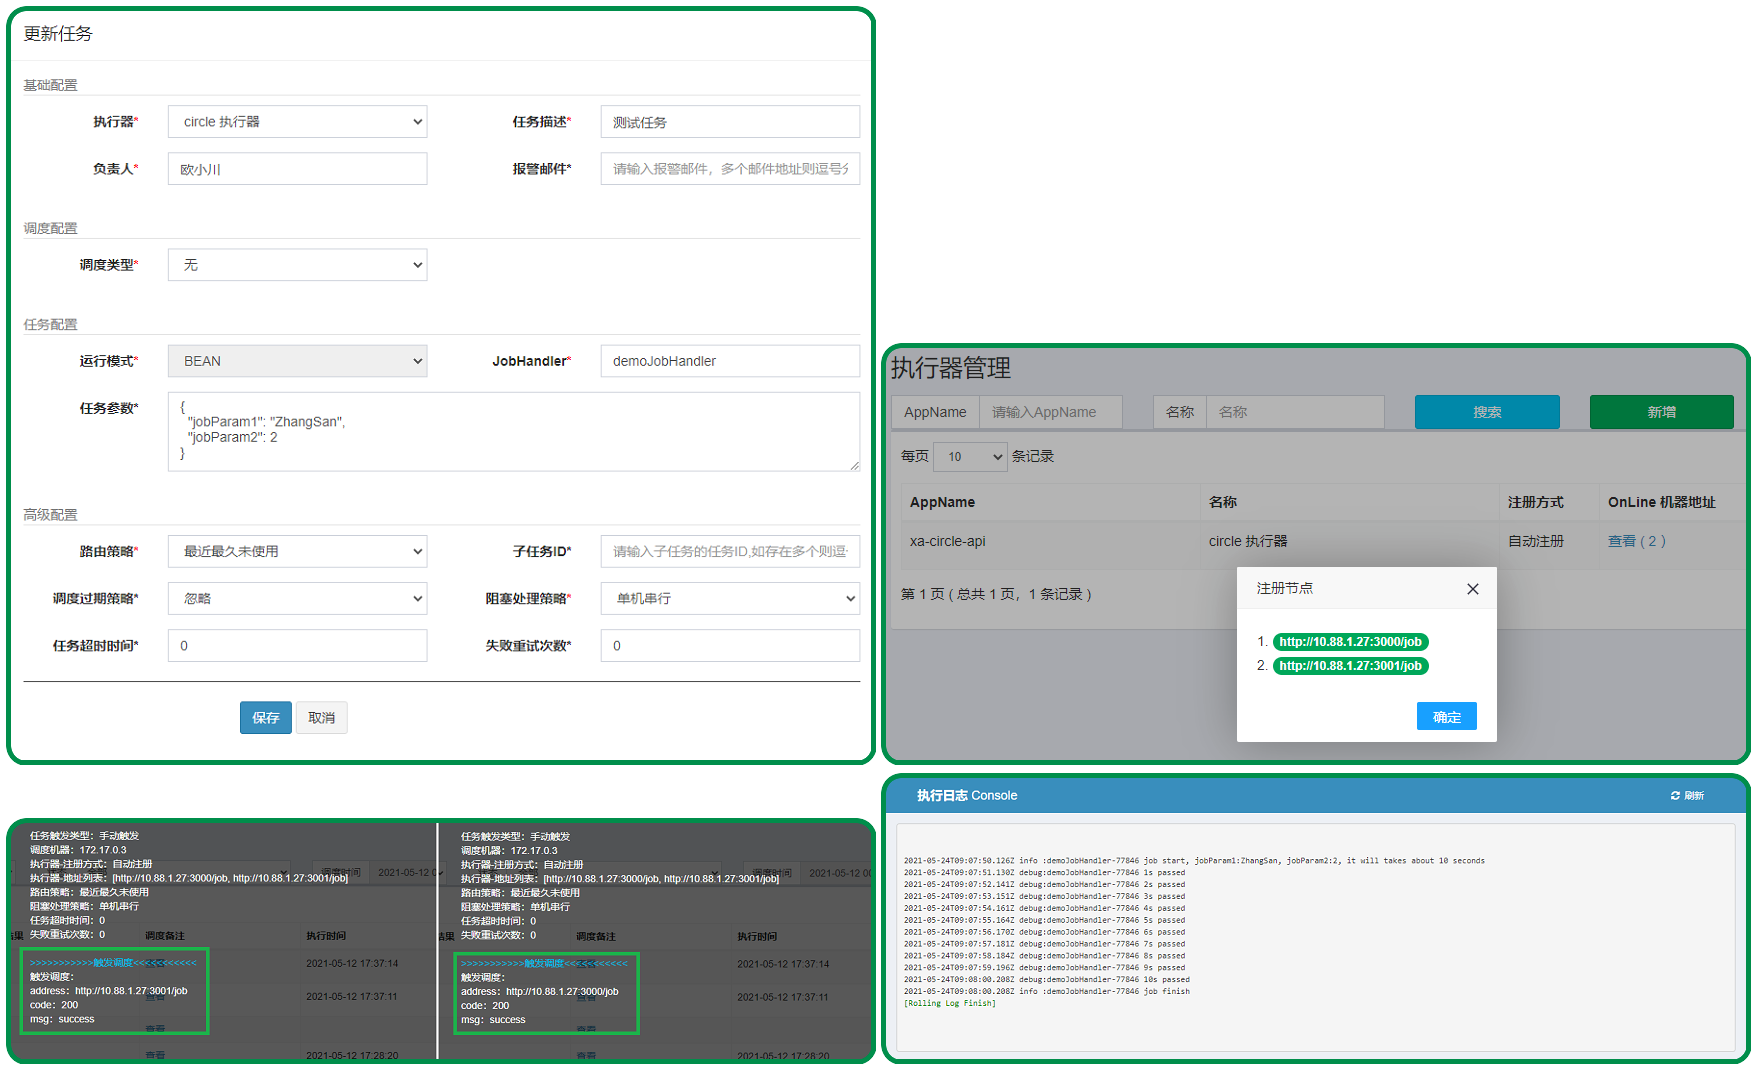 更新任务
基础配置
执行器* circle 执行器 任务描述* 测试任务
负责人* 欧小川 报警邮件* 请输入报警邮件，多个邮件地址则逗号分
调度配置
调度类型* 无
任务配置
运行模式* BEAN JobHandler* demoJobHandler
任务参数* {
"jobParam1": "ZhangSan",
"jobParam2": 2
}
高级配置
路由策略* 最近最久未使用 子任务ID* 请输入子任务的任务ID,如存在多个则逗
调度过期策略* 忽略 阻塞处理策略* 单机串行
任务超时时间* 0 失败重试次数* 0
保存 取消
执行器管理
AppName 请输入AppName 名称 名称 搜索 新增
每页 10 条记录
AppName 名称 注册方式 OnLine 机器地址
xa-circle-api circle 执行器 自动注册 查看 ( 2 )
第 1 页 ( 总共 1 页，1 条记录 )
注册节点
1. http://10.88.1.27:3000/job
2. http://10.88.1.27:3001/job
确定
任务触发类型：手动触发
调度机器：172.17.0.3
执行器-注册方式：自动注册
执行器-地址列表：[http://10.88.1.27:3000/job, http://10.88.1.27:3001/job]
路由策略：最近最久未使用
阻塞处理策略：单机串行
任务超时时间：0
失败重试次数：0
>>>>>>>>>>>触发调度<<<<<<<<<<<
触发调度：
address：http://10.88.1.27:3001/job
code：200
msg：success
调度时间 2021-05-12 0
结果 调度备注 执行时间
2021-05-12 17:37:14
查看 2021-05-12 17:37:11
查看
查看 2021-05-12 17:28:20
任务触发类型：手动触发
调度机器：172.17.0.3
执行器-注册方式：自动注册
执行器-地址列表：[http://10.88.1.27:3000/job, http://10.88.1.27:3001/job]
路由策略：最近最久未使用
阻塞处理策略：单机串行
任务超时时间：0
失败重试次数：0
>>>>>>>>>>>触发调度<<<<<<<<<<<
触发调度：
address：http://10.88.1.27:3000/job
code：200
msg：success
调度时间 2021-05-12 00
结果 调度备注 执行时间
2021-05-12 17:37:14
查看 2021-05-12 17:37:11
查看
查看 2021-05-12 17:28:20
执行日志 Console 刷新
2021-05-24T09:07:50.126Z info :demoJobHandler-77846 job start, jobParam1:ZhangSan, jobParam2:2, it will takes about 10 seconds
2021-05-24T09:07:51.130Z debug:demoJobHandler-77846 1s passed
2021-05-24T09:07:52.141Z debug:demoJobHandler-77846 2s passed
2021-05-24T09:07:53.151Z debug:demoJobHandler-77846 3s passed
2021-05-24T09:07:54.161Z debug:demoJobHandler-77846 4s passed
2021-05-24T09:07:55.164Z debug:demoJobHandler-77846 5s passed
2021-05-24T09:07:56.170Z debug:demoJobHandler-77846 6s passed
2021-05-24T09:07:57.181Z debug:demoJobHandler-77846 7s passed
2021-05-24T09:07:58.184Z debug:demoJobHandler-77846 8s passed
2021-05-24T09:07:59.196Z debug:demoJobHandler-77846 9s passed
2021-05-24T09:08:00.208Z debug:demoJobHandler-77846 10s passed
2021-05-24T09:08:00.208Z info :demoJobHandler-77846 job finish
[Rolling Log Finish]